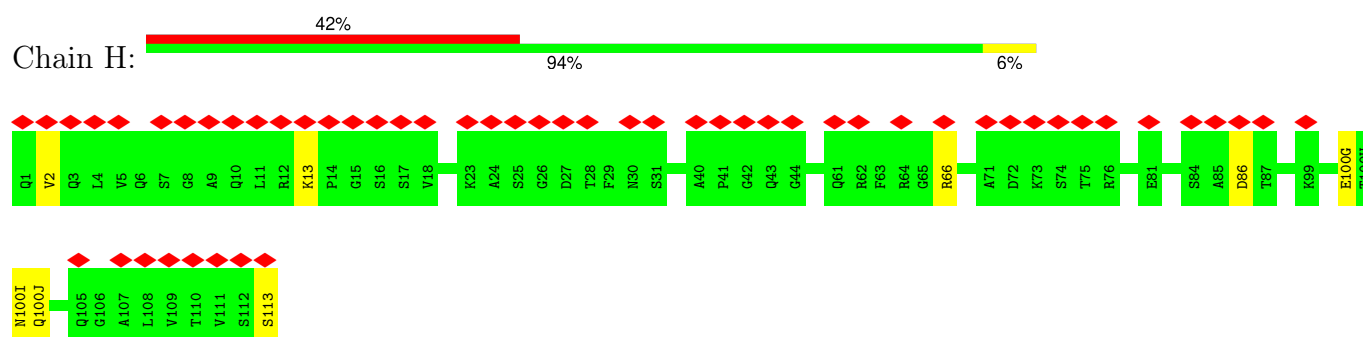 42%
Chain H:
94% 6%
Q1 V2 Q3 L4 V5 Q6 S7 G8 A9 Q10 L11 R12 K13 P14 G15 S16 S17 V18 K23 A24 S25 G26 D27 T28 F29 N30 S31 A40 P41 G42 Q43 G44 Q61 R62 F63 R64 G65 R66 A71 D72 K73 S74 T75 R76 E81 S84 A85 D86 T87 K99 E100G
N100I Q100J Q105 G106 A107 L108 V109 T110 V111 S112 S113